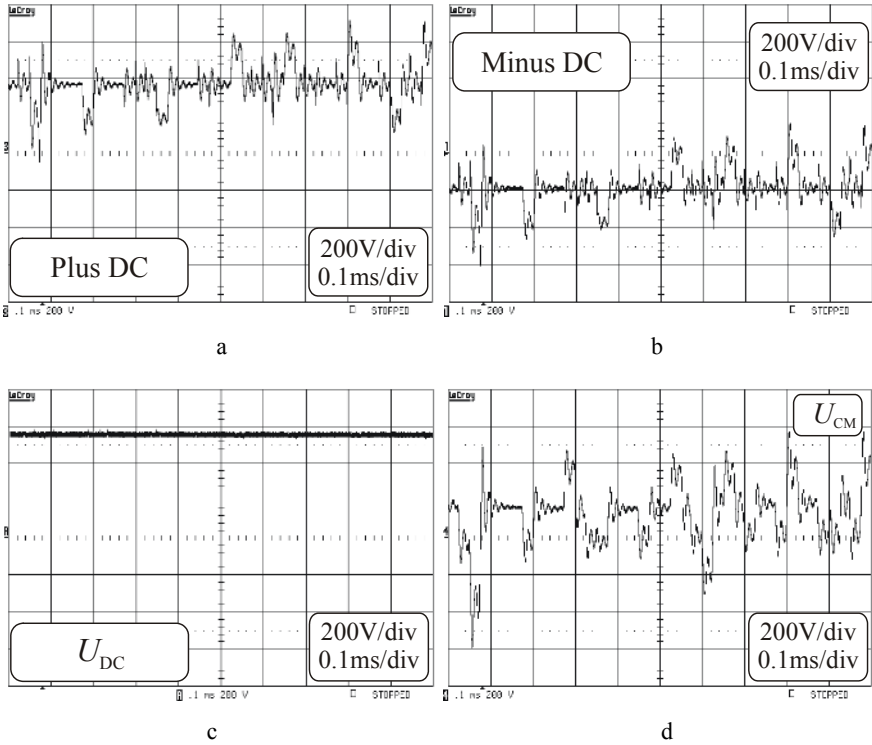 LeCroy
Plus DC
200V/div
0.1ms/div
.1 ms 200 V
STOPPED
a
LeCroy
Minus DC
200V/div
0.1ms/div
.1 ms 200 V
STOPPED
b
LeCroy
U_DC
200V/div
0.1ms/div
.1 ms 200 V
STOPPED
c
LeCroy
U_CM
200V/div
0.1ms/div
.1 ms 200 V
STOPPED
d